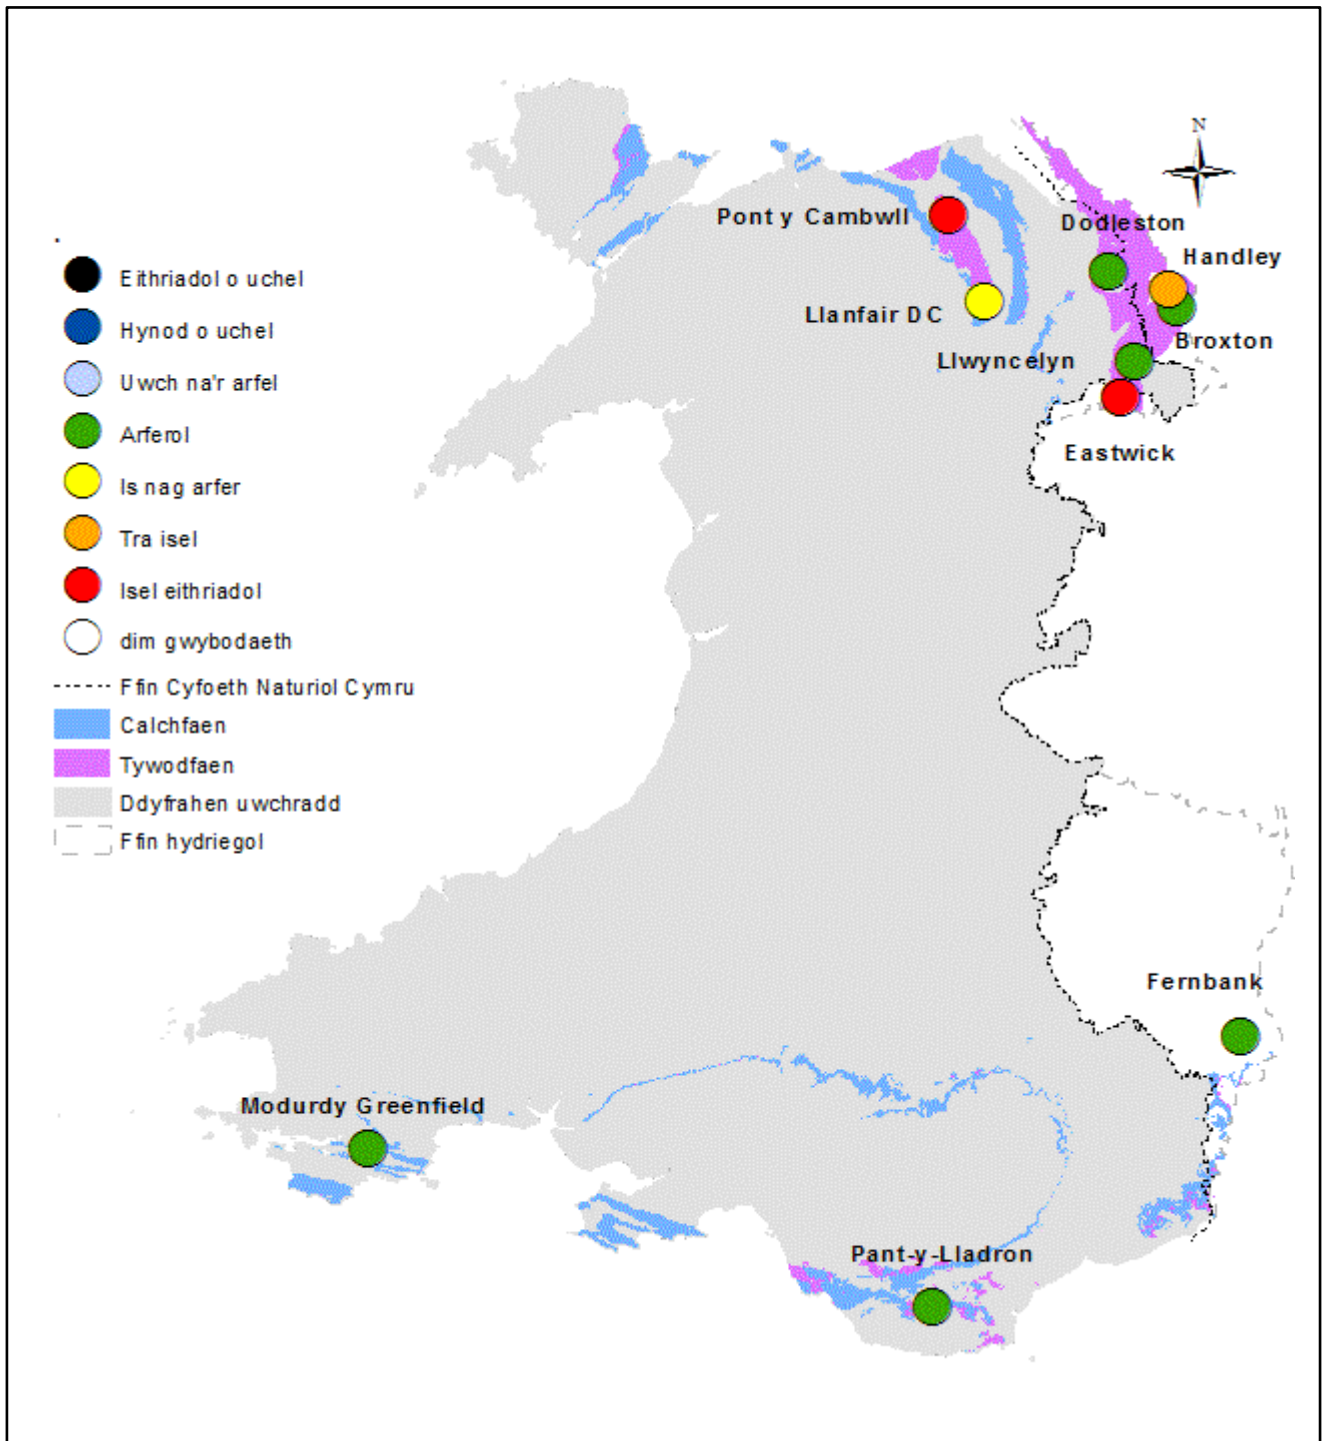 N
Pont y Cambwll
Dodleston
Handley
Llanfair DC
Broxton
Llwyncelyn
Eastwick
Eithriadol o uchel
Hynod o uchel
Uwch na'r arfel
Arferol
Is nag arfer
Tra isel
Isel eithriadol
dim gwybodaeth
Ffin Cyfoeth Naturiol Cymru
Calchfaen
Tywodfaen
Ddyfrahen uwchradd
Ffin hydriegol
Fernbank
Modurdy Greenfield
Pant-y-Lladron